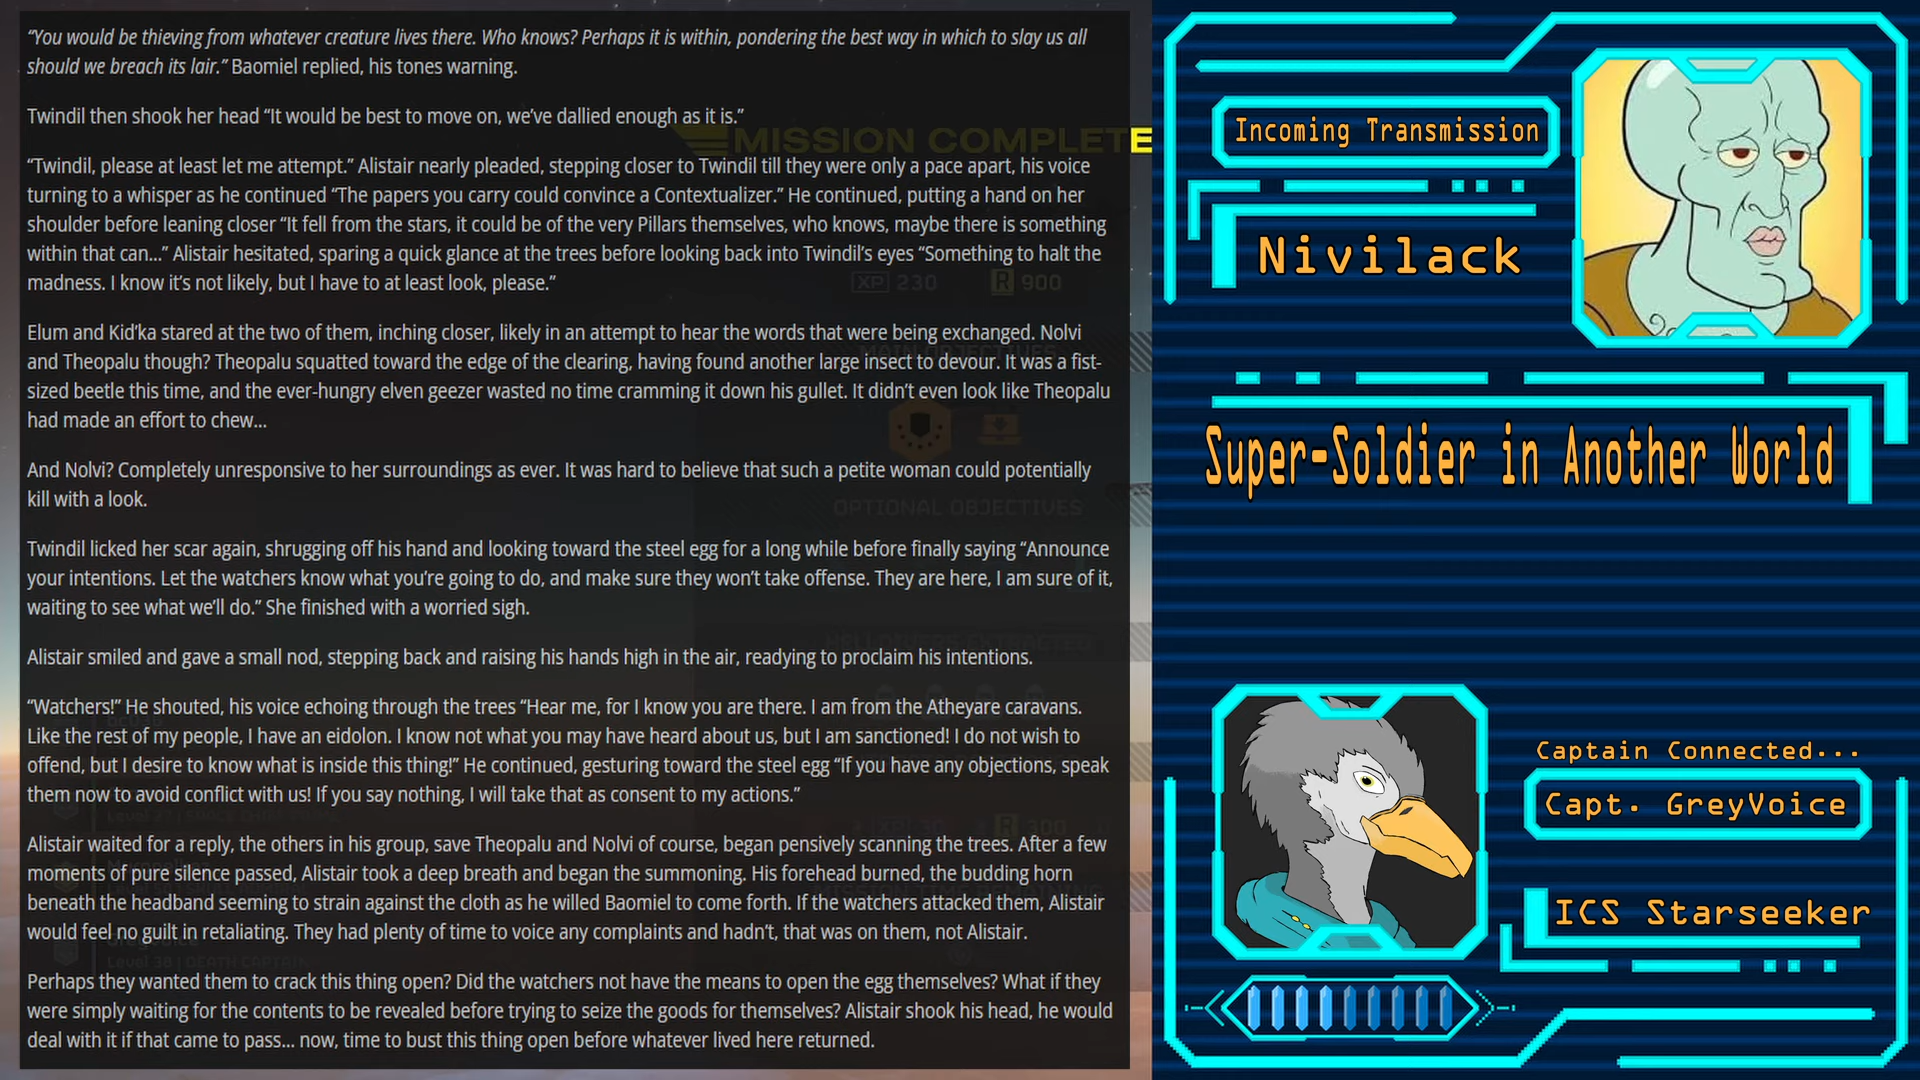 “You would be thieving from whatever creature lives there. Who knows? Perhaps it is within, pondering the best way in which to slay us all
should we breach its lair.” Baomiel replied, his tones warning.
Twindil then shook her head “It would be best to move on, we’ve dallied enough as it is.”
“Twindil, please at least let me attempt.” Alistair nearly pleaded, stepping closer to Twindil till they were only a pace apart, his voice
turning to a whisper as he continued “The papers you carry could convince a Contextualizer.” He continued, putting a hand on her
shoulder before leaning closer “It fell from the stars, it could be of the very Pillars themselves, who knows, maybe there is something
within that can...” Alistair hesitated, sparing a quick glance at the trees before looking back into Twindil’s eyes “Something to halt the
madness. I know it’s not likely, but I have to at least look, please.”
Elum and Kid’ka stared at the two of them, inching closer, likely in an attempt to hear the words that were being exchanged. Nolvi
and Theopalu though? Theopalu squatted toward the edge of the clearing, having found another large insect to devour. It was a fist-
sized beetle this time, and the ever-hungry elven geezer wasted no time cramming it down his gullet. It didn’t even look like Theopalu
had made an effort to chew...
And Nolvi? Completely unresponsive to her surroundings as ever. It was hard to believe that such a petite woman could potentially
kill with a look.
Twindil licked her scar again, shrugging off his hand and looking toward the steel egg for a long while before finally saying “Announce
your intentions. Let the watchers know what you’re going to do, and make sure they won’t take offense. They are here, I am sure of it,
waiting to see what we’ll do.” She finished with a worried sigh.
Alistair smiled and gave a small nod, stepping back and raising his hands high in the air, readying to proclaim his intentions.
“Watchers!” He shouted, his voice echoing through the trees “Hear me, for I know you are there. I am from the Atheyare caravans.
Like the rest of my people, I have an eidolon. I know not what you may have heard about us, but I am sanctioned! I do not wish to
offend, but I desire to know what is inside this thing!” He continued, gesturing toward the steel egg “If you have any objections, speak
them now to avoid conflict with us! If you say nothing, I will take that as consent to my actions.”
Alistair waited for a reply, the others in his group, save Theopalu and Nolvi of course, began pensively scanning the trees. After a few
moments of pure silence passed, Alistair took a deep breath and began the summoning. His forehead burned, the budding horn
beneath the headband seeming to strain against the cloth as he willed Baomiel to come forth. If the watchers attacked them, Alistair
would feel no guilt in retaliating. They had plenty of time to voice any complaints and hadn’t, that was on them, not Alistair.
Perhaps they wanted them to crack this thing open? Did the watchers not have the means to open the egg themselves? What if they
were simply waiting for the contents to be revealed before trying to seize the goods for themselves? Alistair shook his head, he would
deal with it if that came to pass... now, time to bust this thing open before whatever lived here returned.
MISSION COMPLETE
XP 230
R 900
MAIN OBJECTIVES
OPTIONAL OBJECTIVES
HELLDIVERS EXTRACTED
MISSION TIME REMAINING
Level 38 | DEATH CAPTAIN
Incoming Transmission
Nivilack
Super-Soldier in Another World
Captain Connected...
Capt. GreyVoice
ICS Starseeker